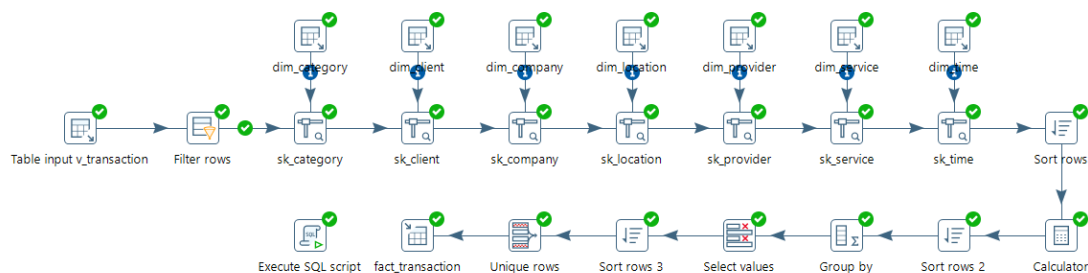 dim_category
dim_client
dim_company
dim_location
dim_provider
dim_service
dim_time
Table input v_transaction
Filter rows
sk_category
sk_client
sk_company
sk_location
sk_provider
sk_service
sk_time
Sort rows
SQL
Execute SQL script
fact_transaction
Unique rows
Sort rows 3
Select values
Group by
Sort rows 2
Calculator